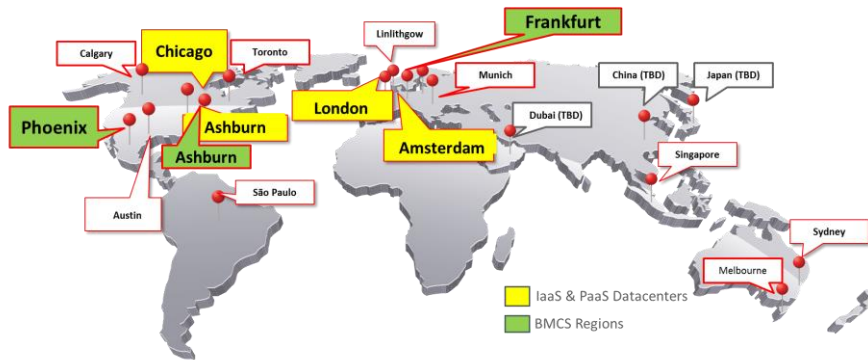 Frankfurt
Linlithgow
Chicago
Calgary
Toronto
Munich
China (TBD)
Japan (TBD)
London
Phoenix
Ashburn
Dubai (TBD)
Amsterdam
Ashburn
Singapore
São Paulo
Austin
Sydney
Melbourne
IaaS & PaaS Datacenters
BMCS Regions